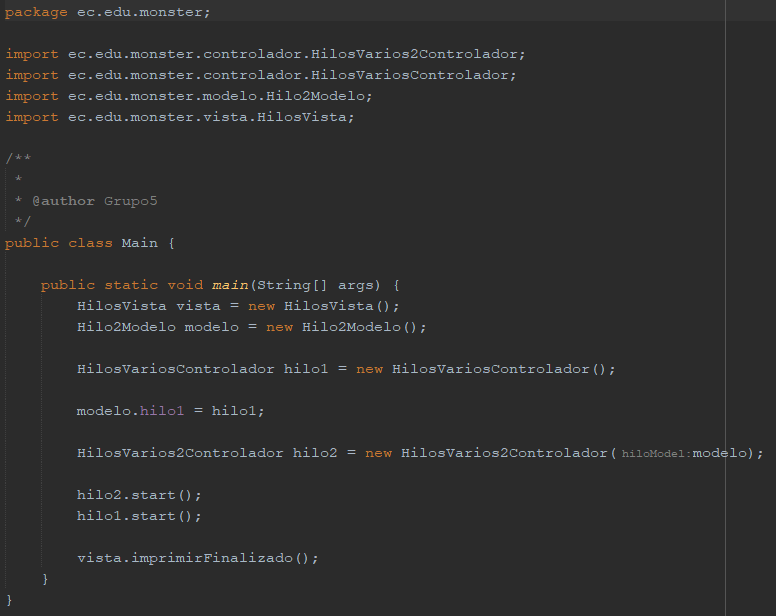 package ec.edu.monster;
import ec.edu.monster.controlador.HilosVarios2Controlador;
import ec.edu.monster.controlador.HilosVariosControlador;
import ec.edu.monster.modelo.Hilo2Modelo;
import ec.edu.monster.vista.HilosVista;
/**
 *
 * @author Grupo5
 */
public class Main {
    public static void main(String[] args) {
        HilosVista vista = new HilosVista();
        Hilo2Modelo modelo = new Hilo2Modelo();
        HilosVariosControlador hilo1 = new HilosVariosControlador();
        modelo.hilo1 = hilo1;
        HilosVarios2Controlador hilo2 = new HilosVarios2Controlador( hiloModel: modelo);
        hilo2.start();
        hilo1.start();
        vista.imprimirFinalizado();
    }
}